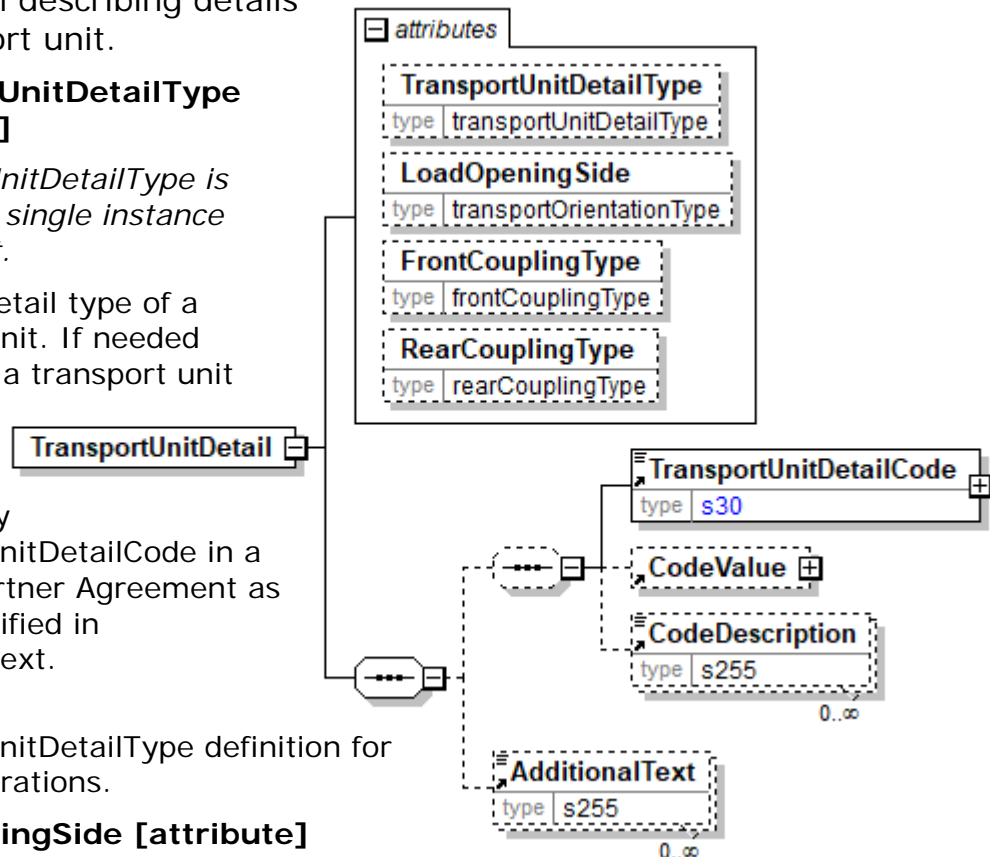 describing details
ort unit.
UnitDetailType
]
UnitDetailType is
single instance
etail type of a
nit. If needed
a transport unit
y
nitDetailCode in a
rtner Agreement as
ified in
ext.
nitDetailType definition for
rations.
ingSide [attribute]
attributes
TransportUnitDetailType
type transportUnitDetailType
LoadOpeningSide
type transportOrientationType
FrontCouplingType
type frontCouplingType
RearCouplingType
type rearCouplingType
TransportUnitDetail
TransportUnitDetailCode
type s30
CodeValue
CodeDescription
type s255
0..∞
AdditionalText
type s255
0..∞